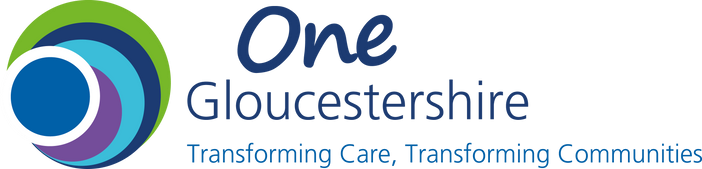 One
Gloucestershire
Transforming Care, Transforming Communities